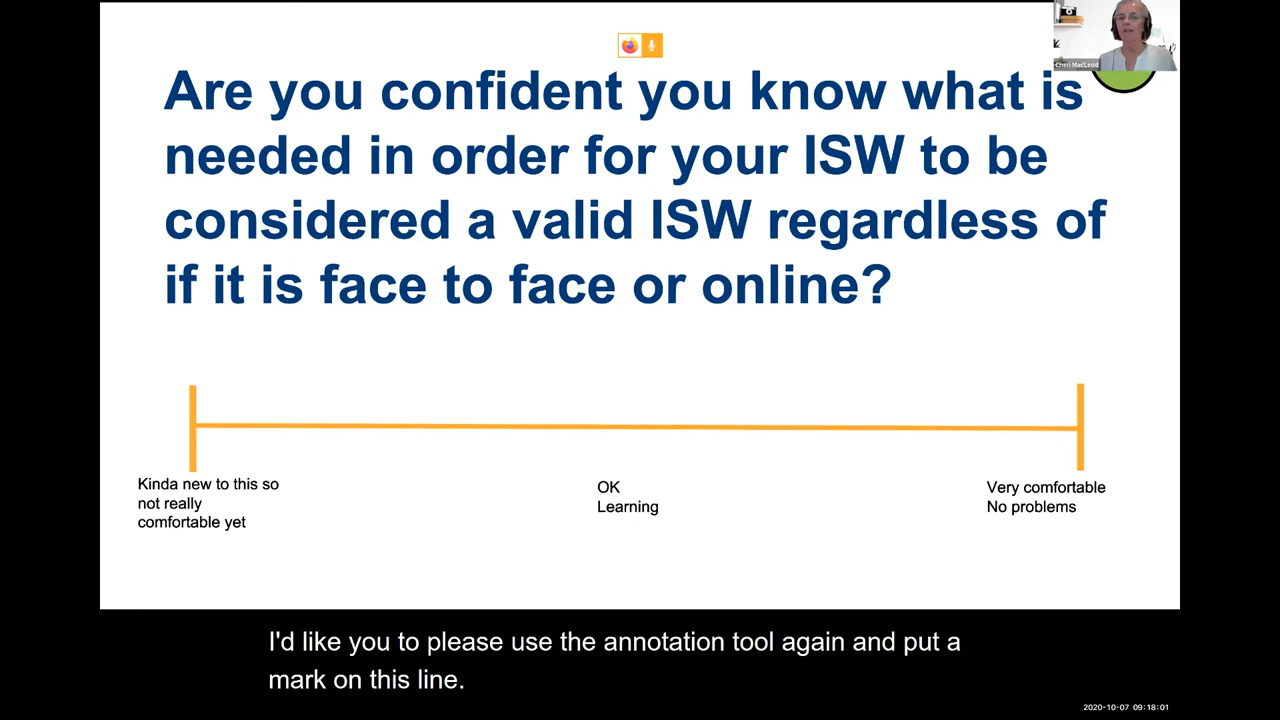 Cheri MacLeod
Are you confident you know what is
needed in order for your ISW to be
considered a valid ISW regardless of
if it is face to face or online?
Kinda new to this so
not really
comfortable yet
OK
Learning
Very comfortable
No problems
I'd like you to please use the annotation tool again and put a
mark on this line.
2020-10-07 09:18:01